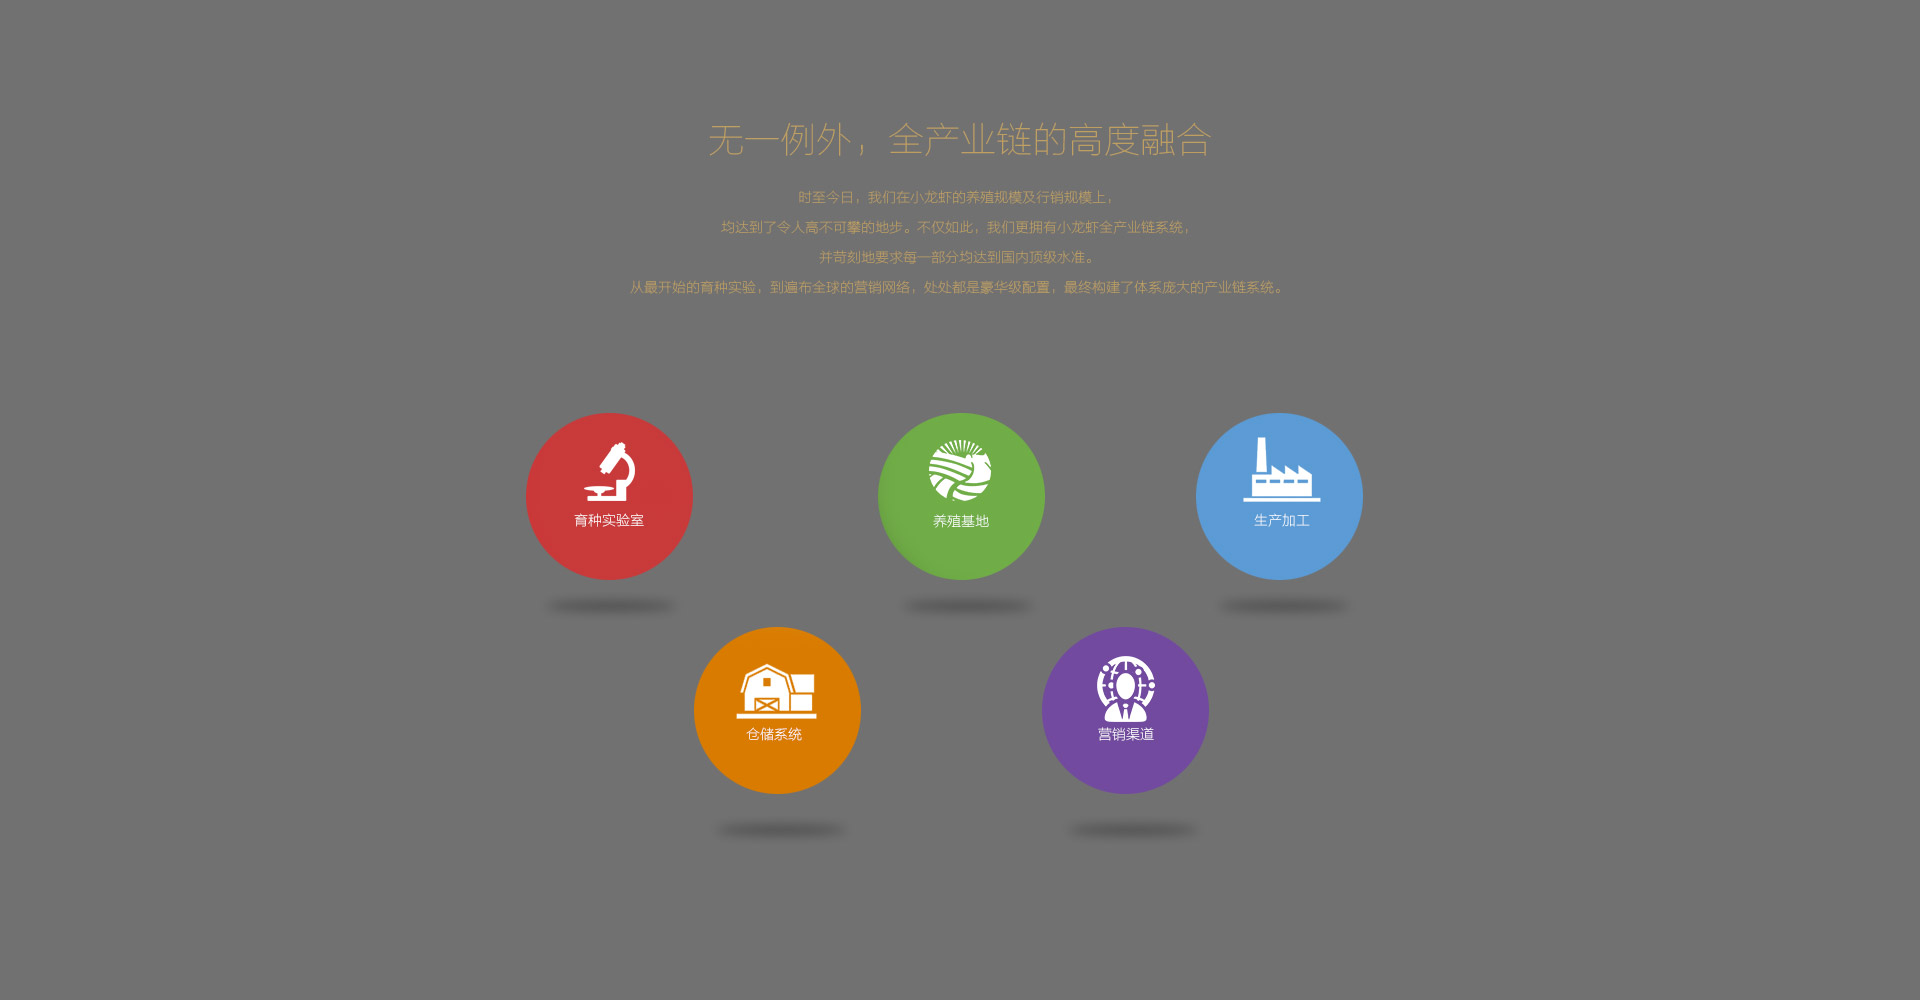 无一例外，全产业链的高度融合
时至今日，我们在小龙虾的养殖规模及行销规模上，
均达到了令人高不可攀的地步。不仅如此，我们更拥有小龙虾全产业链系统，
并苛刻地要求每一部分均达到国内顶级水准。
从最开始的育种实验，到遍布全球的营销网络，处处都是豪华级配置，最终构建了体系庞大的产业链系统。
育种实验室
养殖基地
生产加工
仓储系统
营销渠道